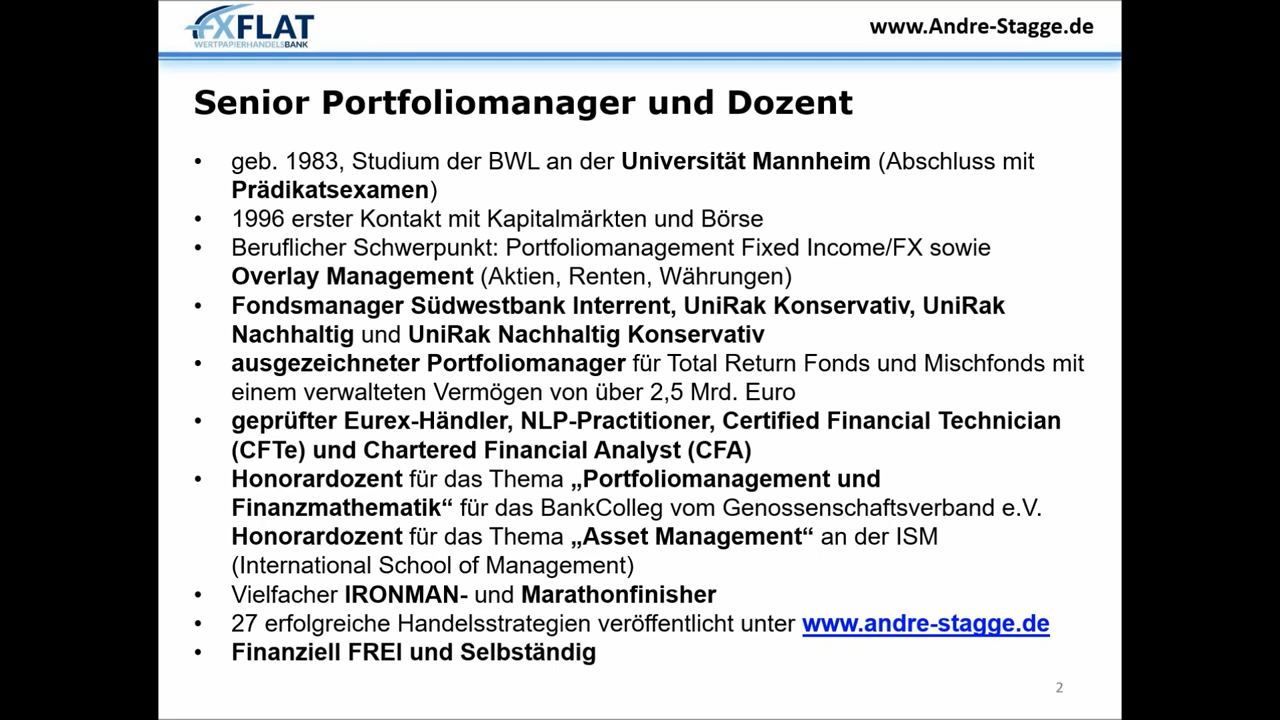 FXFLAT
WERTPAPIERHANDELSBANK
www.Andre-Stagge.de
Senior Portfoliomanager und Dozent
• geb. 1983, Studium der BWL an der Universität Mannheim (Abschluss mit
Prädikatsexamen)
• 1996 erster Kontakt mit Kapitalmärkten und Börse
• Beruflicher Schwerpunkt: Portfoliomanagement Fixed Income/FX sowie
Overlay Management (Aktien, Renten, Währungen)
• Fondsmanager Südwestbank Interrent, UniRak Konservativ, UniRak
Nachhaltig und UniRak Nachhaltig Konservativ
• ausgezeichneter Portfoliomanager für Total Return Fonds und Mischfonds mit
einem verwalteten Vermögen von über 2,5 Mrd. Euro
• geprüfter Eurex-Händler, NLP-Practitioner, Certified Financial Technician
(CFTe) und Chartered Financial Analyst (CFA)
• Honorardozent für das Thema „Portfoliomanagement und
Finanzmathematik“ für das BankColleg vom Genossenschaftsverband e.V.
Honorardozent für das Thema „Asset Management“ an der ISM
(International School of Management)
• Vielfacher IRONMAN- und Marathonfinisher
• 27 erfolgreiche Handelsstrategien veröffentlicht unter www.andre-stagge.de
• Finanziell FREI und Selbständig
2